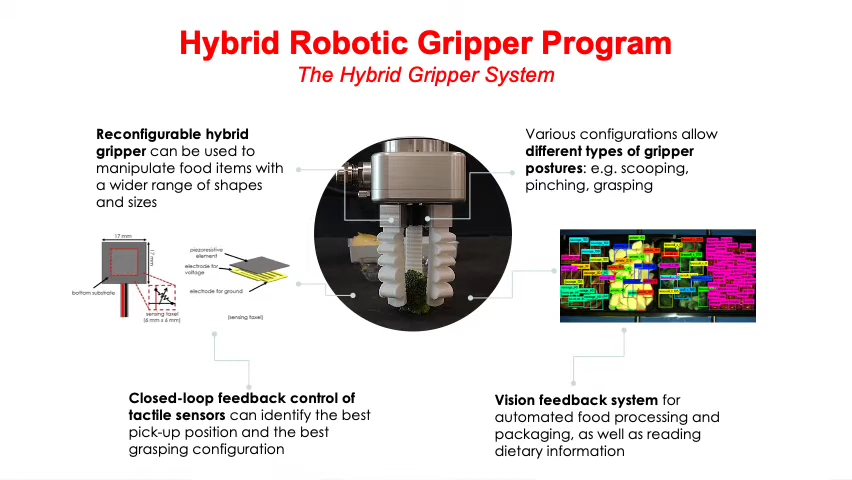 Hybrid Robotic Gripper Program
The Hybrid Gripper System
Reconfigurable hybrid
gripper can be used to
manipulate food items with
a wider range of shapes
and sizes
Various configurations allow
different types of gripper
postures: e.g. scooping,
pinching, grasping
17 mm
17 mm
bottom substrate
sensing taxel
(6 mm x 6 mm)
piezoresistive
element
electrode for
voltage
electrode for ground
(sensing taxel)
Closed-loop feedback control of
tactile sensors can identify the best
pick-up position and the best
grasping configuration
Vision feedback system for
automated food processing and
packaging, as well as reading
dietary information